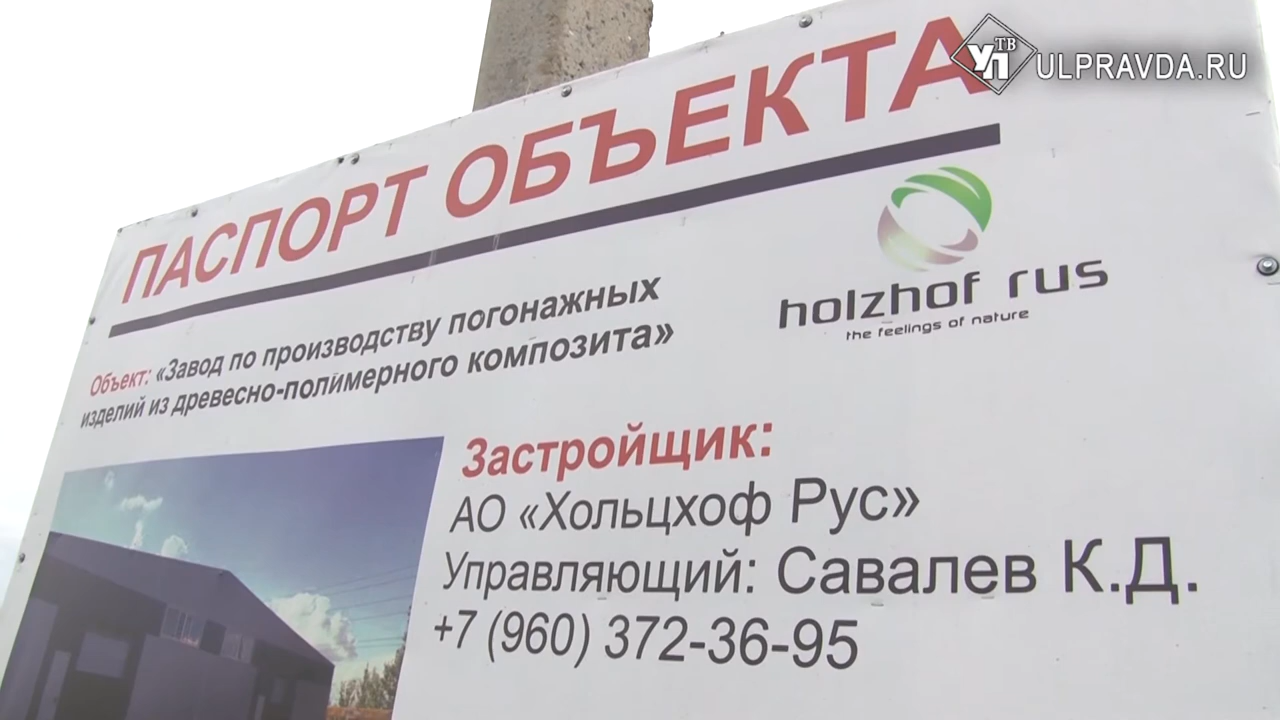 УП ТВ ULPRAVDA.RU
ПАСПОРТ ОБЪЕКТА
holzhof rus
the feelings of nature
Объект: «Завод по производству погонажных
изделий из древесно-полимерного композита»
Застройщик:
АО «Хольцхоф Рус»
Управляющий: Савалев К.Д.
+7 (960) 372-36-95